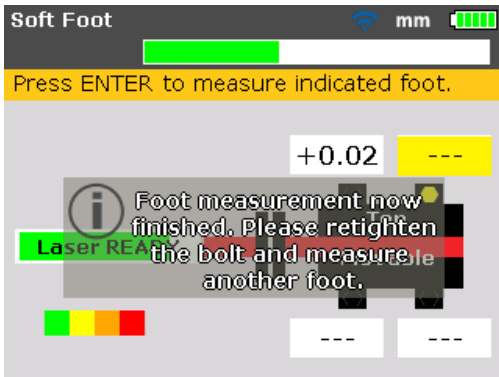 Soft Foot mm
Press ENTER to measure indicated foot.
+0.02 ---
Foot measurement now
finished. Please retighten
the bolt and measure
another foot.
Laser READY
--- ---